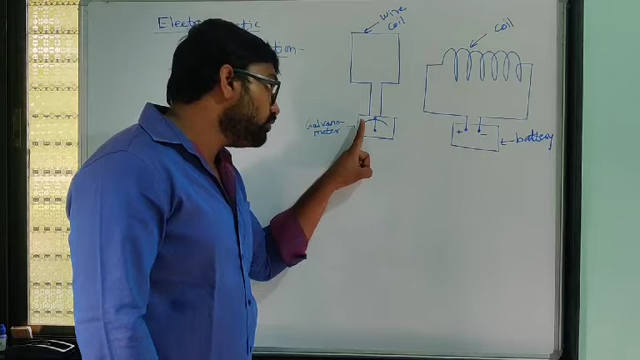 Electro
tic
tion-
wire
coil
Galvano-
meter
coil
+
-
battery